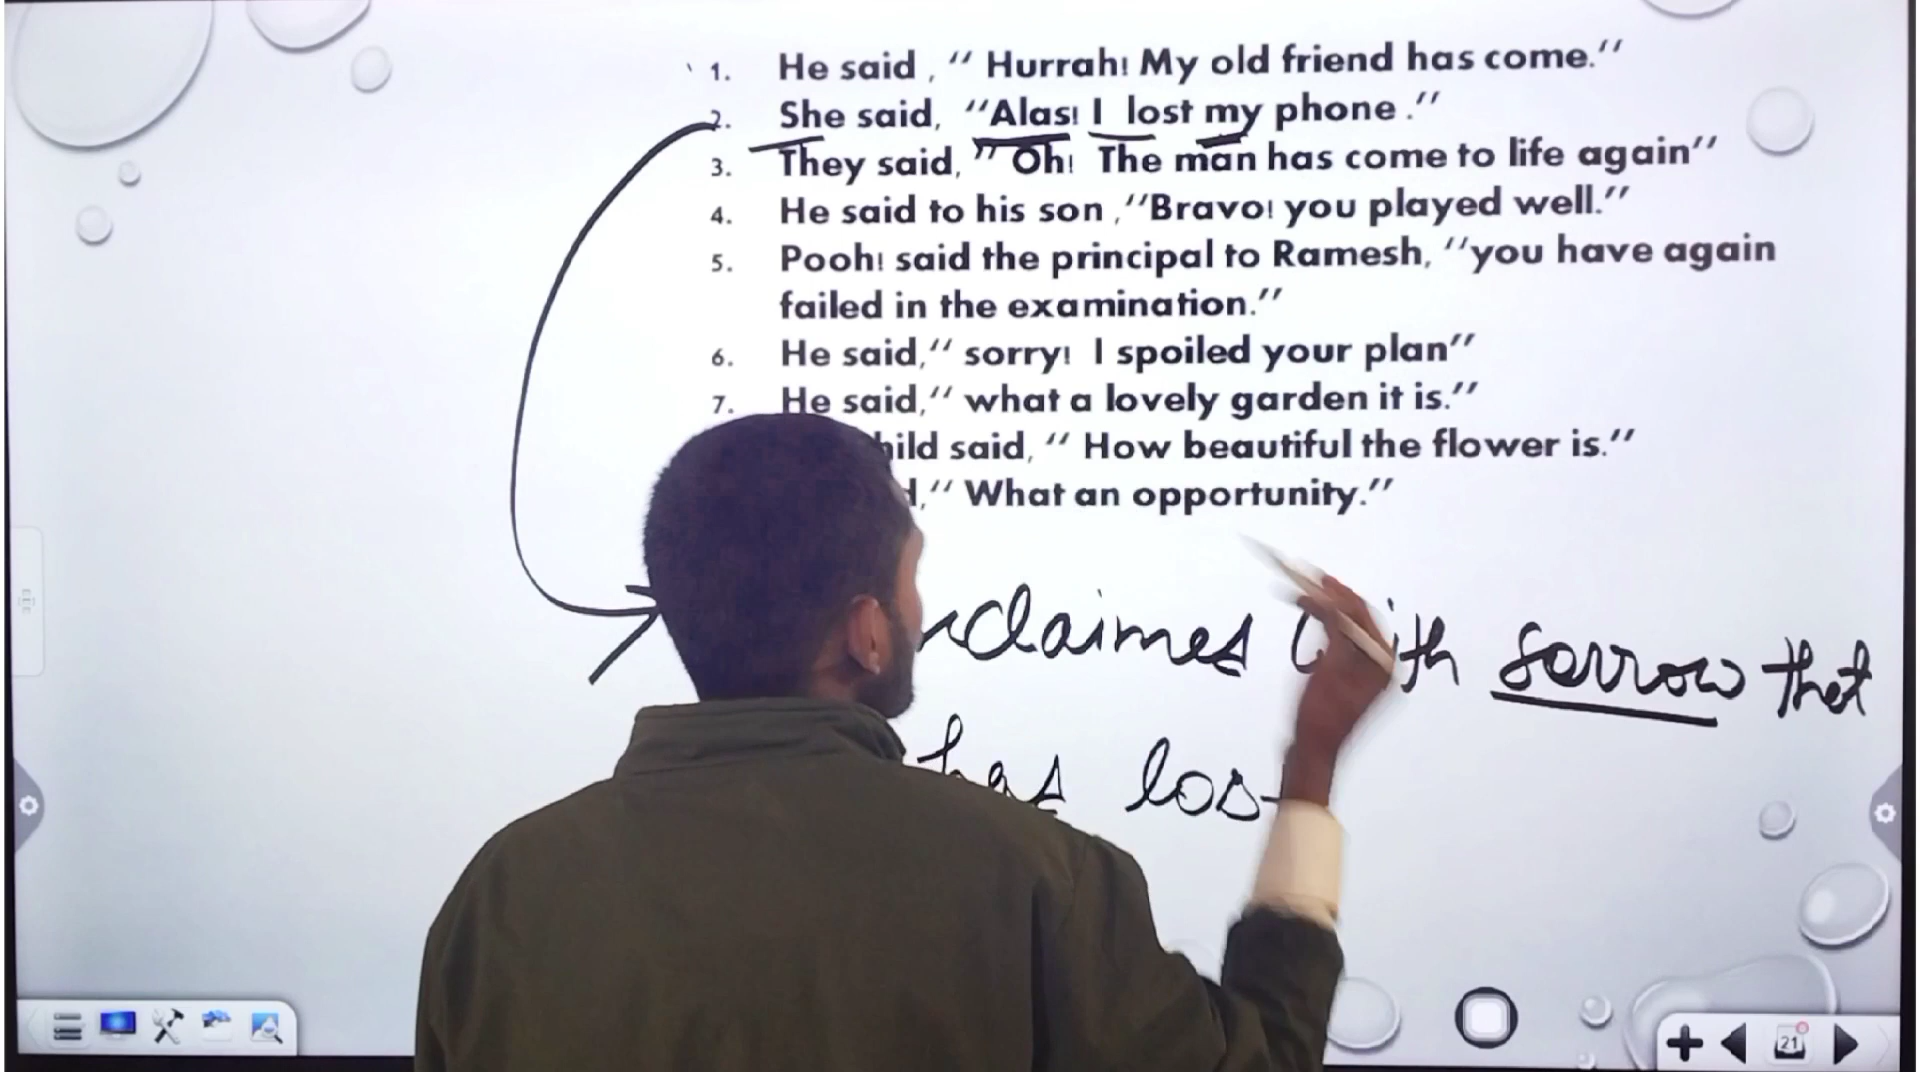 1. He said , " Hurrah! My old friend has come."
2. She said, "Alas! I lost my phone ."
3. They said, " Oh! The man has come to life again"
4. He said to his son ,"Bravo! you played well."
5. Pooh! said the principal to Ramesh, "you have again
failed in the examination."
6. He said," sorry! I spoiled your plan"
7. He said," what a lovely garden it is."
said, " How beautiful the flower is."
" What an opportunity."
with sorrow that
has
21